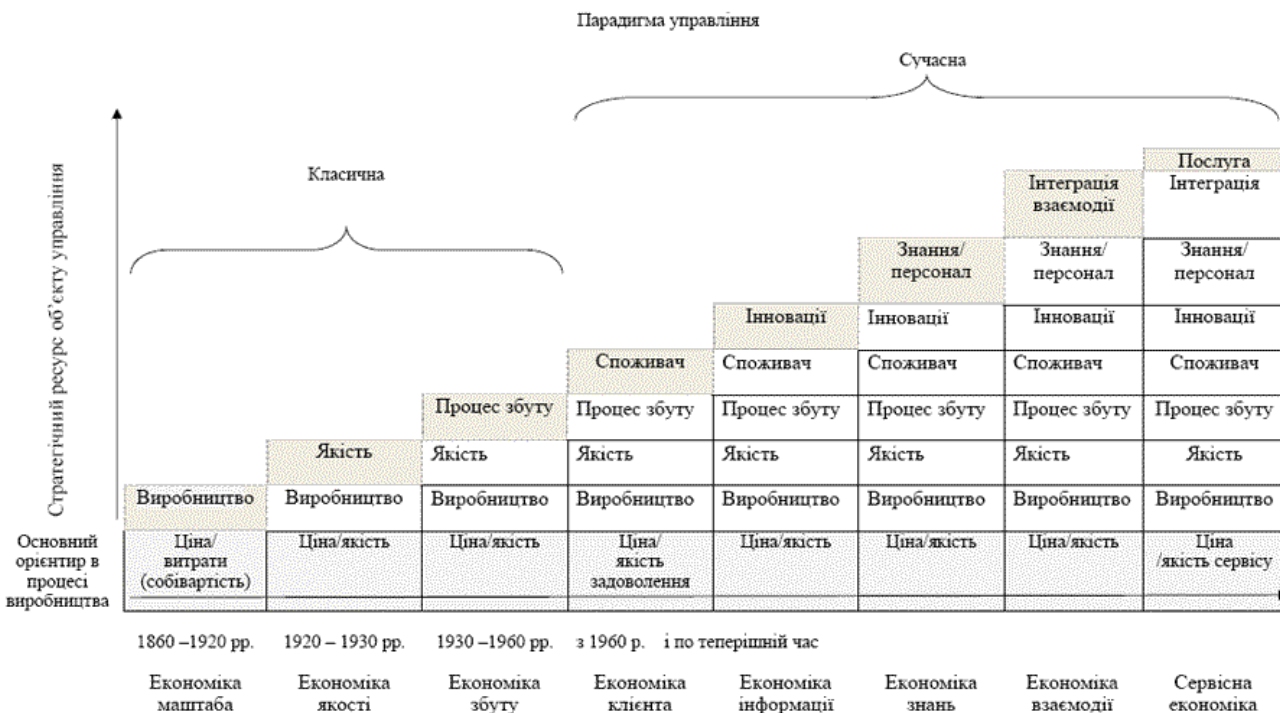 Парадигма управління
Сучасна
Класична
Стратегічний ресурс об’єкту управління
Послуга
Інтеграція
взаємодії
Інтеграція
Знання/
персонал
Знання/
персонал
Знання/
персонал
Інновації
Інновації
Інновації
Інновації
Споживач
Споживач
Споживач
Споживач
Споживач
Процес збуту
Процес збуту
Процес збуту
Процес збуту
Процес збуту
Процес збуту
Якість
Якість
Якість
Якість
Якість
Якість
Якість
Виробництво
Виробництво
Виробництво
Виробництво
Виробництво
Виробництво
Виробництво
Виробництво
Основний
орієнтир в
процесі
виробництва
Ціна/
витрати
(собівартість)
Ціна/якість
Ціна/якість
Ціна/
якість
задоволення
Ціна/якість
Ціна/якість
Ціна/якість
Ціна
/якість сервісу
1860 –1920 рр.
1920 – 1930 рр.
1930 –1960 рр.
з 1960 р. і по теперішній час
Економіка
маштаба
Економіка
якості
Економіка
збуту
Економіка
клієнта
Економіка
інформації
Економіка
знань
Економіка
взаємодії
Сервісна
економіка